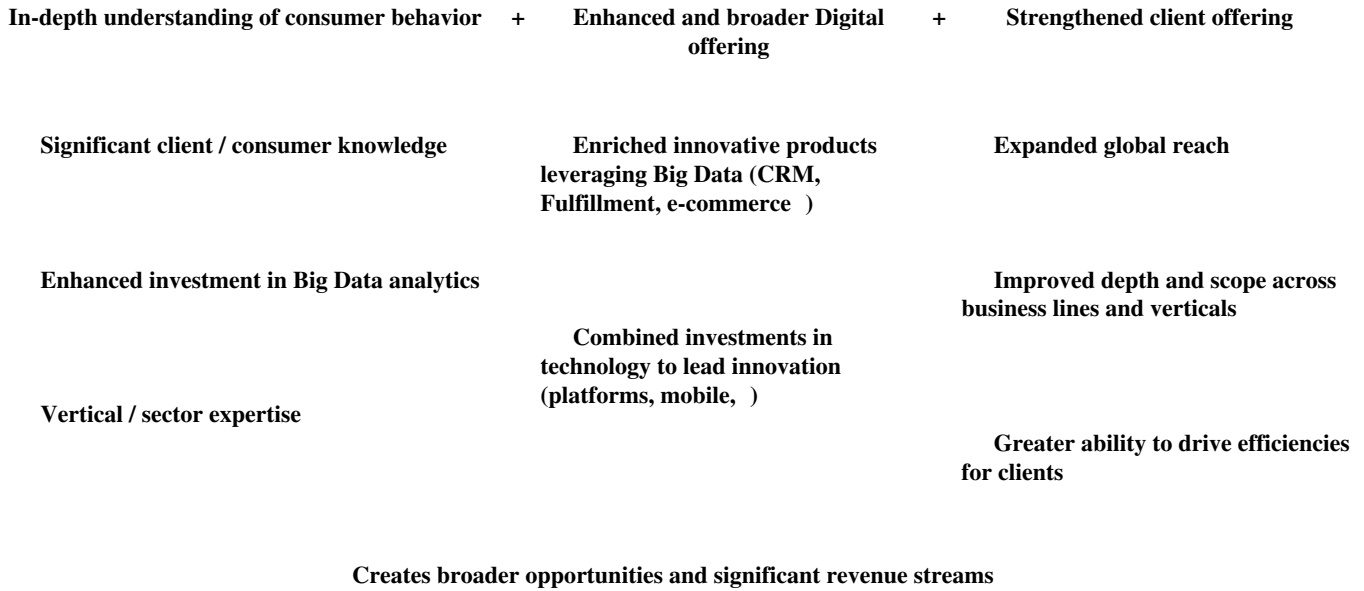 In-depth understanding of consumer behavior + Enhanced and broader Digital + Strengthened client offering
offering
Significant client / consumer knowledge
Enhanced investment in Big Data analytics
Vertical / sector expertise
Enriched innovative products
leveraging Big Data (CRM,
Fulfillment, e-commerce )
Combined investments in
technology to lead innovation
(platforms, mobile, )
Expanded global reach
Improved depth and scope across
business lines and verticals
Greater ability to drive efficiencies
for clients
Creates broader opportunities and significant revenue streams